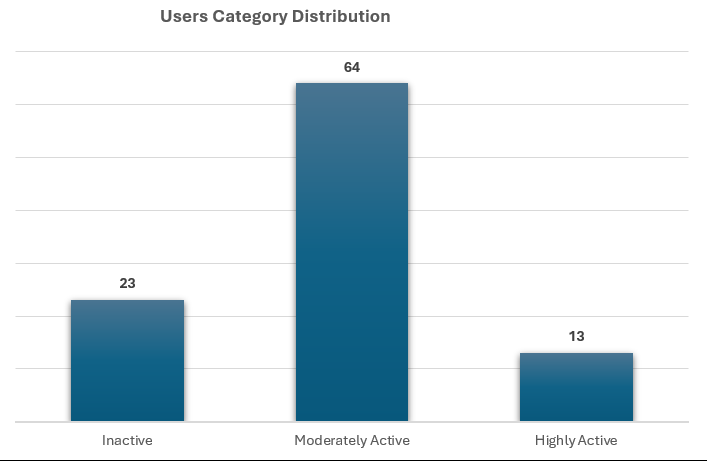 Users Category Distribution
64
23
13
Inactive
Moderately Active
Highly Active